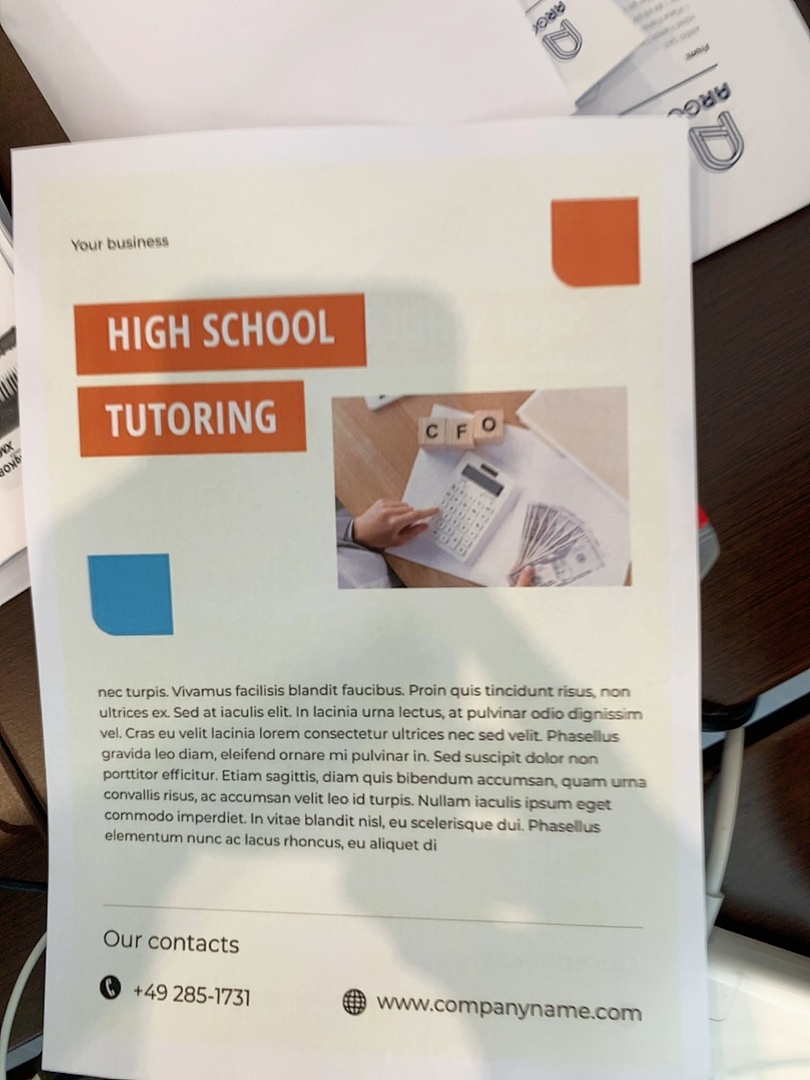 ARGO
From:
ARGO
Your business
HIGH SCHOOL
TUTORING
C F O
nec turpis. Vivamus facilisis blandit faucibus. Proin quis tincidunt risus, non
ultrices ex. Sed at iaculis elit. In lacinia urna lectus, at pulvinar odio dignissim
vel. Cras eu velit lacinia lorem consectetur ultrices nec sed velit. Phasellus
gravida leo diam, eleifend ornare mi pulvinar in. Sed suscipit dolor non
porttitor efficitur. Etiam sagittis, diam quis bibendum accumsan, quam urna
convallis risus, ac accumsan velit leo id turpis. Nullam iaculis ipsum eget
commodo imperdiet. In vitae blandit nisl, eu scelerisque dui. Phasellus
elementum nunc ac lacus rhoncus, eu aliquet di
Our contacts
+49 285-1731
www.companyname.com